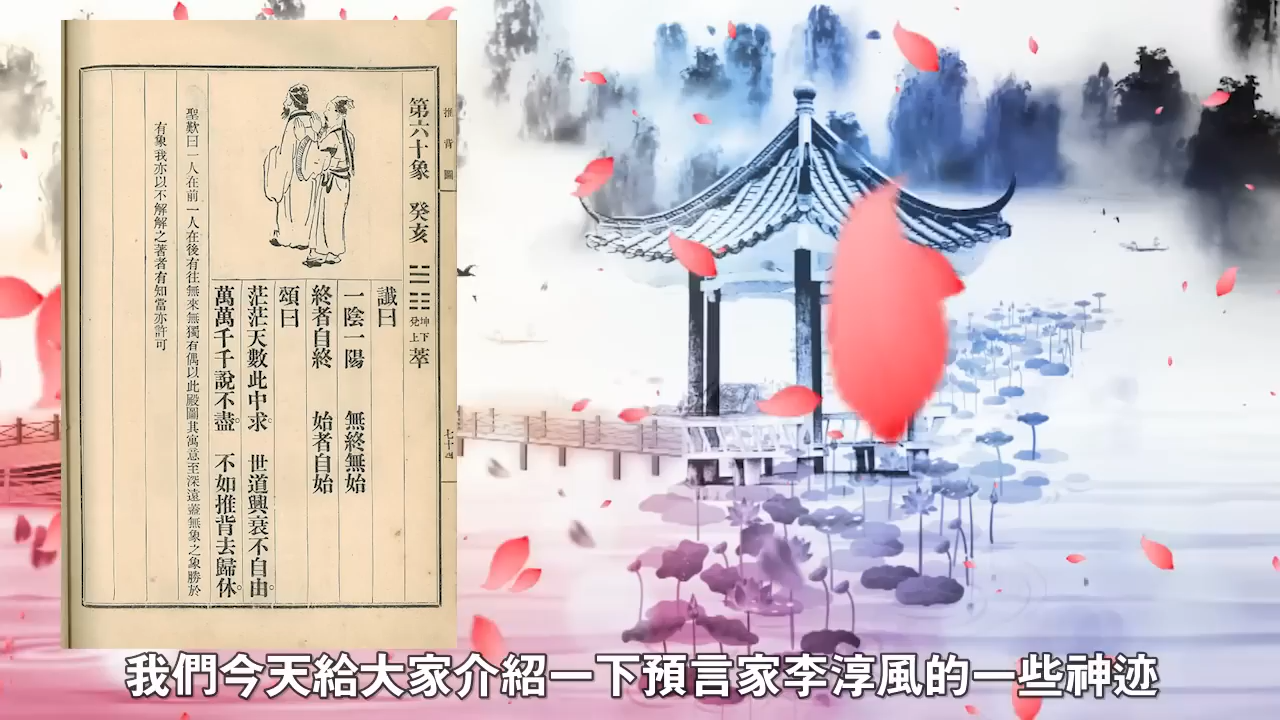 推背圖
七十四
第六十象 癸亥 ☱☷ 坤下兌上 萃
讖曰
一陰一陽 無終無始
終者自終 始者自始
頌曰
茫茫天數此中求 世道興衰不自由。
萬萬千千說不盡。 不如推背去歸休。
聖歎曰一人在前一人在後有往無來無獨有偶以此殿圖其寓意至深遠蓋無象之象勝於
有象我亦以不解解之著者有知當亦許可
我們今天給大家介紹一下預言家李淳風的一些神迹